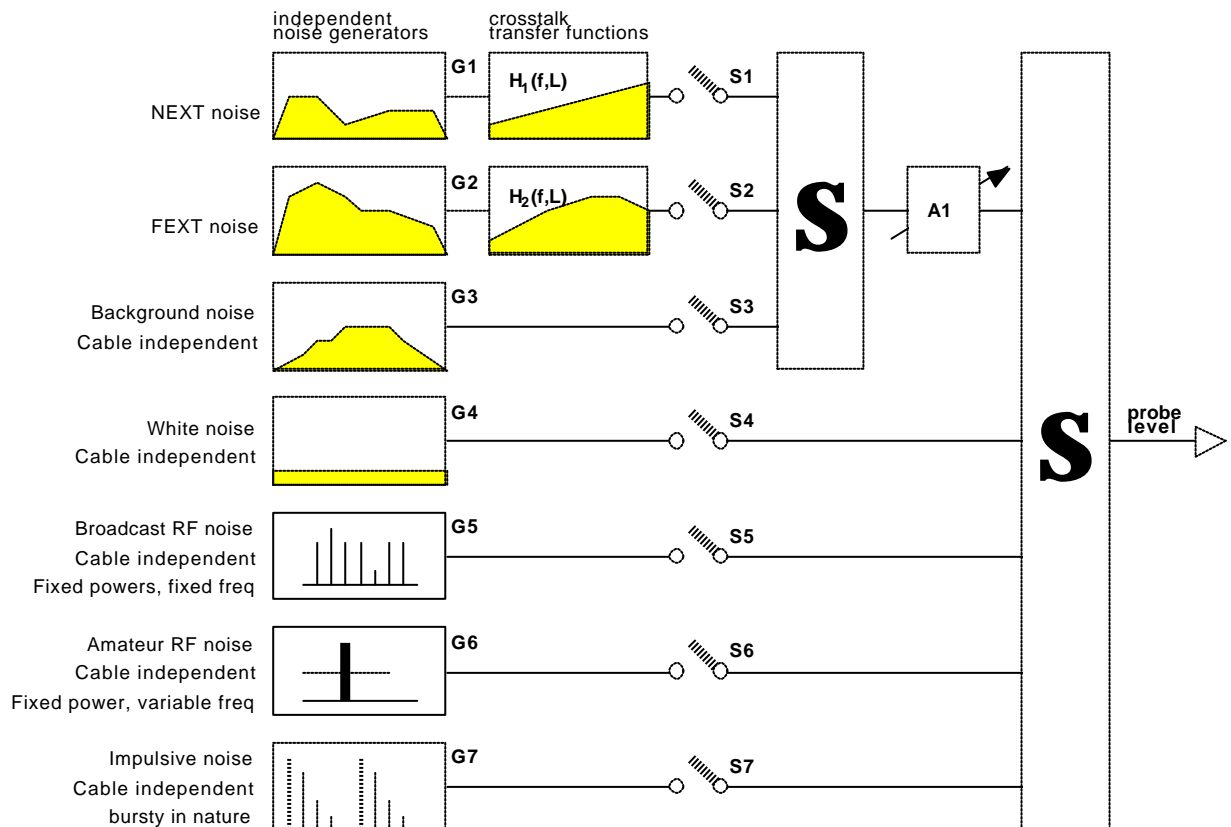 independent
noise generators
crosstalk
transfer functions
NEXT noise
G1
H1(f,L)
S1
FEXT noise
G2
H2(f,L)
S2
S
A1
Background noise
Cable independent
G3
S3
White noise
Cable independent
G4
S4
S
probe
level
Broadcast RF noise
Cable independent
Fixed powers, fixed freq
G5
S5
Amateur RF noise
Cable independent
Fixed power, variable freq
G6
S6
Impulsive noise
Cable independent
bursty in nature
G7
S7